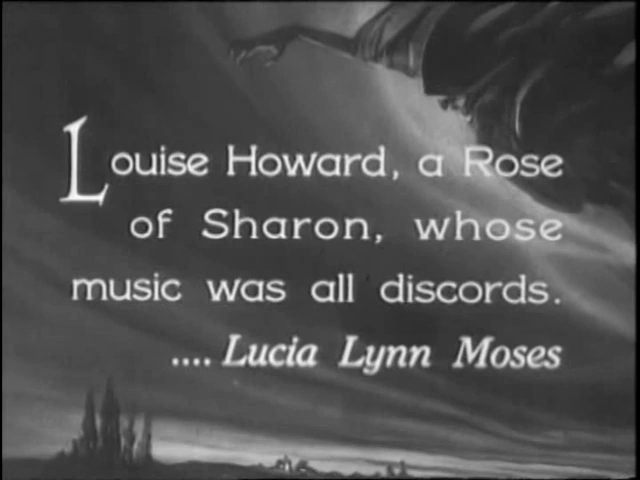 Louise Howard, a Rose
of Sharon, whose
music was all discords.
.... Lucia Lynn Moses